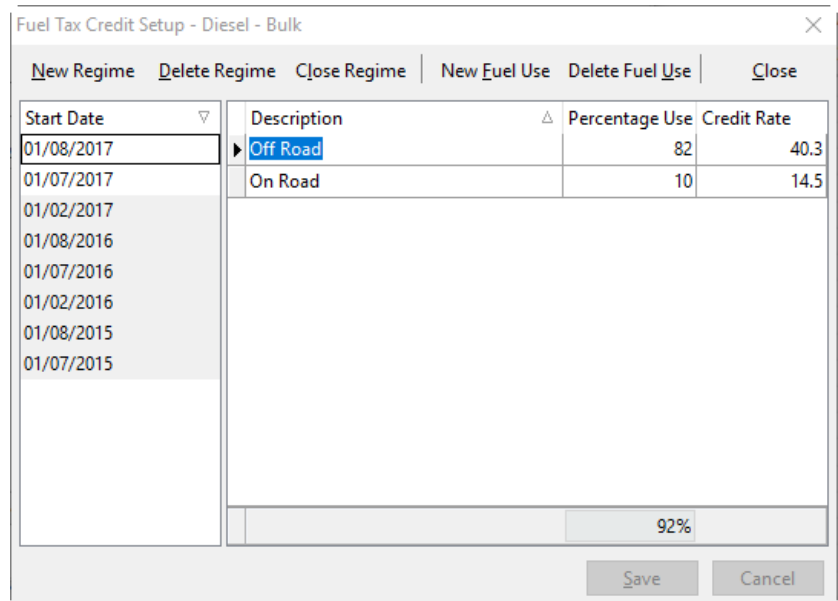 Fuel Tax Credit Setup - Diesel - Bulk
New Regime Delete Regime Close Regime New Fuel Use Delete Fuel Use Close
Start Date Description Percentage Use Credit Rate
01/08/2017 Off Road 82 40.3
01/07/2017 On Road 10 14.5
01/02/2017
01/08/2016
01/07/2016
01/02/2016
01/08/2015
01/07/2015
92%
Save Cancel